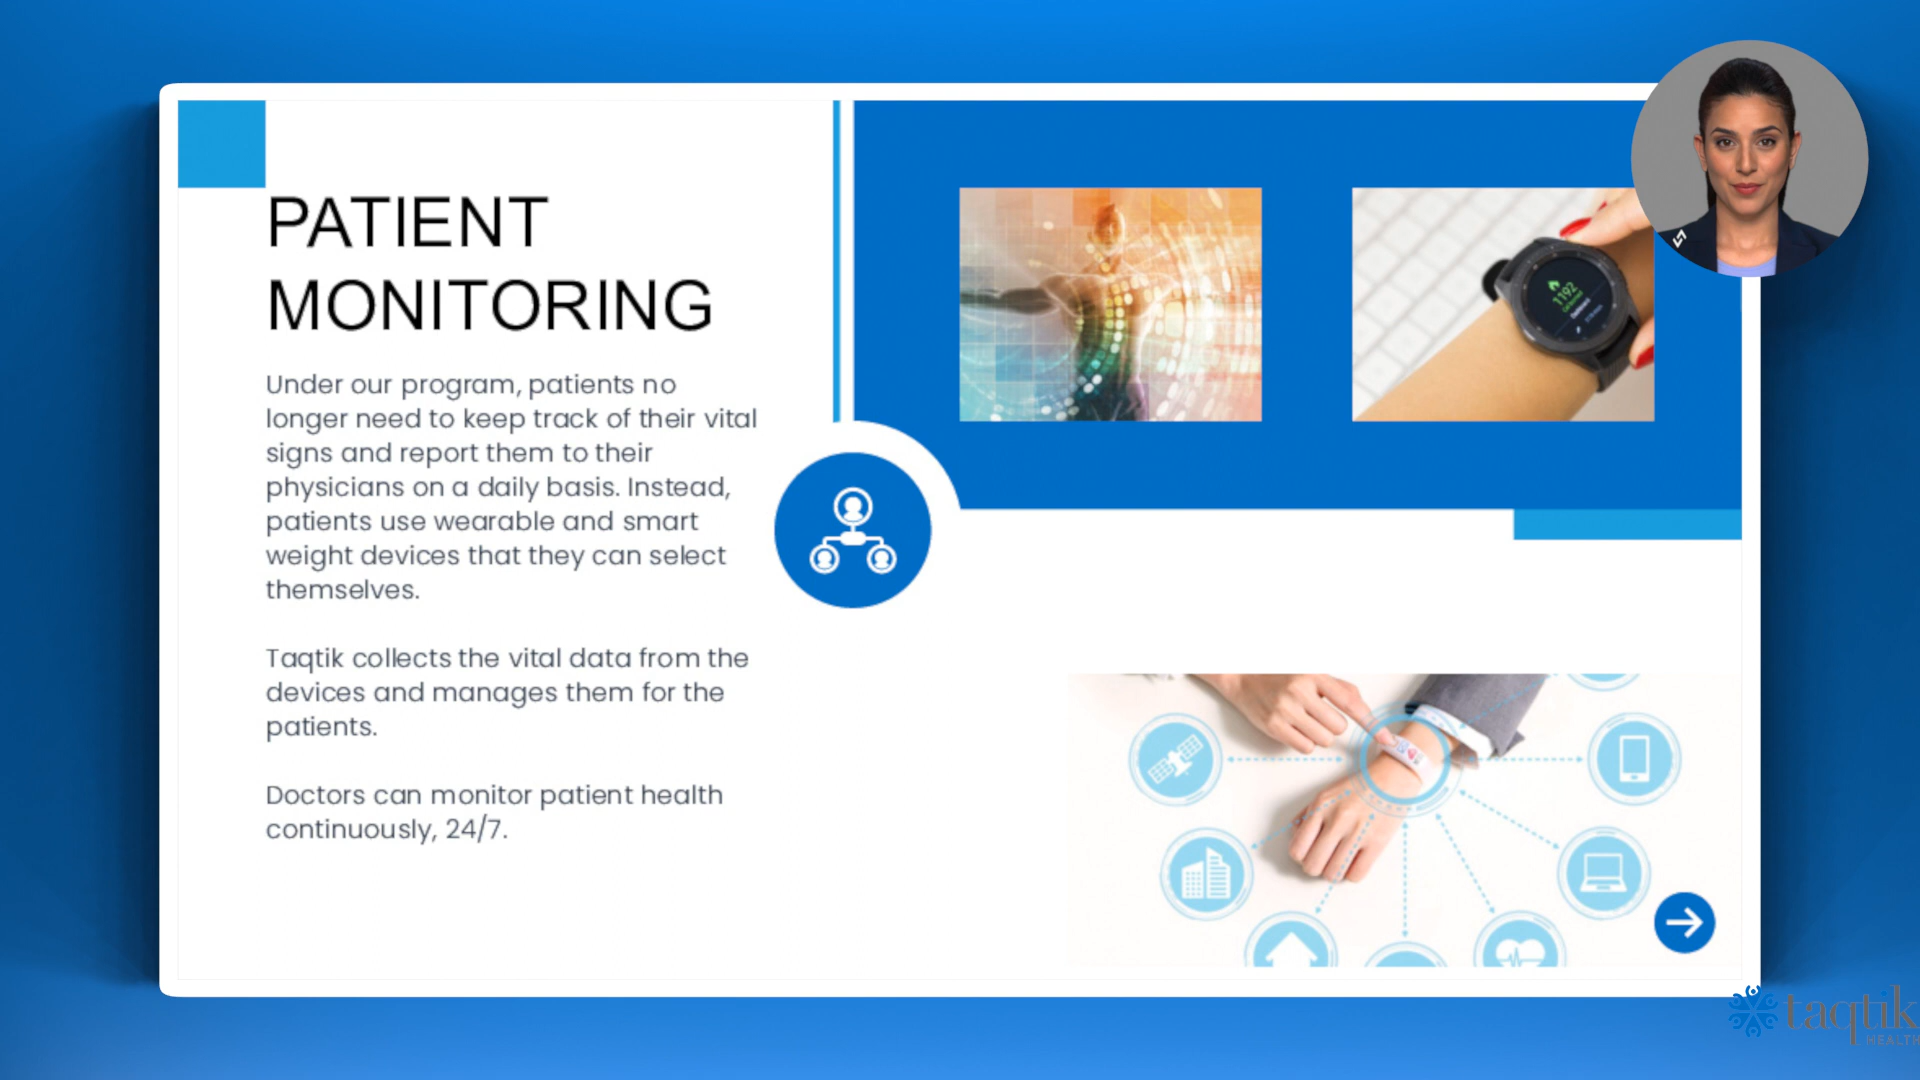 PATIENT
MONITORING
Under our program, patients no
longer need to keep track of their vital
signs and report them to their
physicians on a daily basis. Instead,
patients use wearable and smart
weight devices that they can select
themselves.
Taqtik collects the vital data from the
devices and manages them for the
patients.
Doctors can monitor patient health
continuously, 24/7.
1192
taqtik
HEALTH